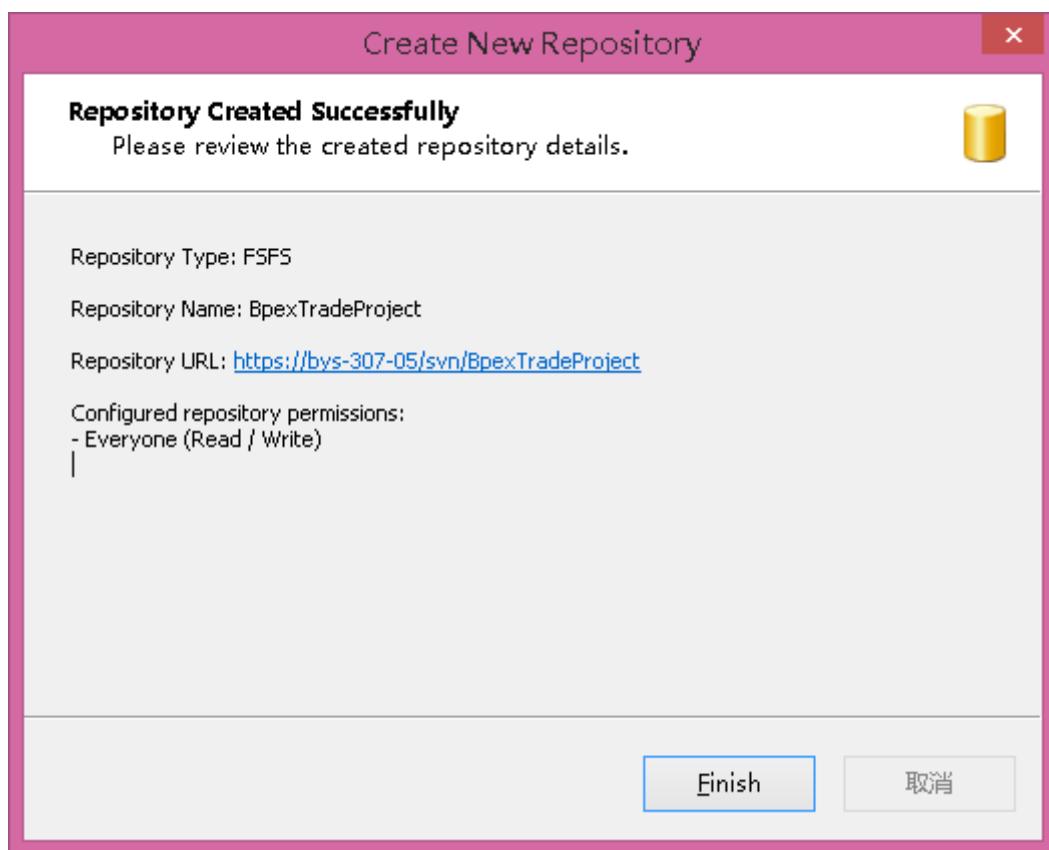 Create New Repository
Repository Created Successfully
Please review the created repository details.
Repository Type: FSFS
Repository Name: BpexTradeProject
Repository URL: https://bys-307-05/svn/BpexTradeProject
Configured repository permissions:
- Everyone (Read / Write)
Finish
取消